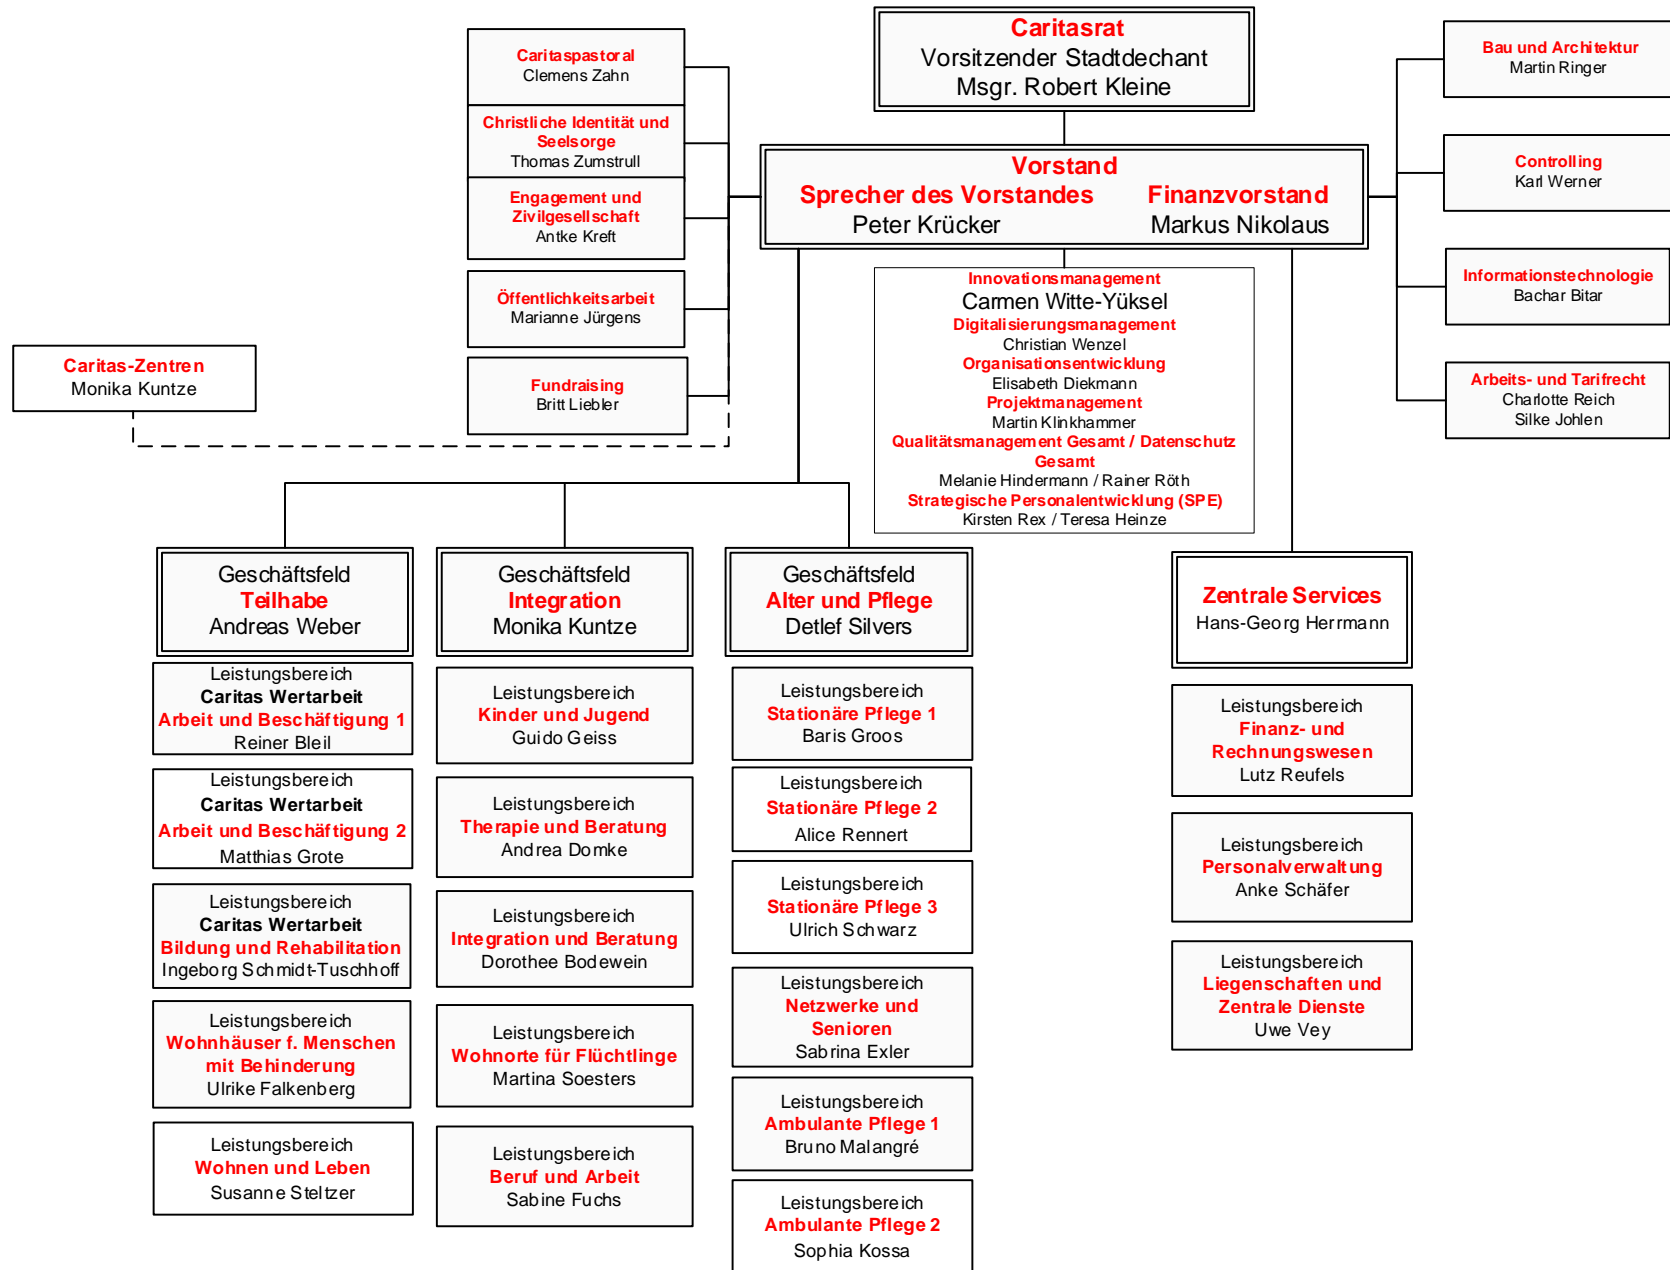 Caritasrat
Vorsitzender Stadtdechant
Msgr. Robert Kleine
Caritaspastoral
Clemens Zahn
Christliche Identität und
Seelsorge
Thomas Zumstrull
Engagement und
Zivilgesellschaft
Antke Kreft
Öffentlichkeitsarbeit
Marianne Jürgens
Fundraising
Britt Liebler
Caritas-Zentren
Monika Kuntze
Vorstand
Sprecher des Vorstandes Finanzvorstand
Peter Krücker Markus Nikolaus
Bau und Architektur
Martin Ringer
Controlling
Karl Werner
Informationstechnologie
Bachar Bitar
Arbeits- und Tarifrecht
Charlotte Reich
Silke Johlen
Innovationsmanagement
Carmen Witte-Yüksel
Digitalisierungsmanagement
Christian Wenzel
Organisationsentwicklung
Elisabeth Diekmann
Projektmanagement
Martin Klinkhammer
Qualitätsmanagement Gesamt / Datenschutz
Gesamt
Melanie Hindermann / Rainer Röth
Strategische Personalentwicklung (SPE)
Kirsten Rex / Teresa Heinze
Geschäftsfeld
Teilhabe
Andreas Weber
Leistungsbereich
Caritas Wertarbeit
Arbeit und Beschäftigung 1
Reiner Bleil
Leistungsbereich
Caritas Wertarbeit
Arbeit und Beschäftigung 2
Matthias Grote
Leistungsbereich
Caritas Wertarbeit
Bildung und Rehabilitation
Ingeborg Schmidt-Tuschhoff
Leistungsbereich
Wohnhäuser f. Menschen
mit Behinderung
Ulrike Falkenberg
Leistungsbereich
Wohnen und Leben
Susanne Steltzer
Geschäftsfeld
Integration
Monika Kuntze
Leistungsbereich
Kinder und Jugend
Guido Geiss
Leistungsbereich
Therapie und Beratung
Andrea Domke
Leistungsbereich
Integration und Beratung
Dorothee Bodewein
Leistungsbereich
Wohnorte für Flüchtlinge
Martina Soesters
Leistungsbereich
Beruf und Arbeit
Sabine Fuchs
Geschäftsfeld
Alter und Pflege
Detlef Silvers
Leistungsbereich
Stationäre Pflege 1
Baris Groos
Leistungsbereich
Stationäre Pflege 2
Alice Rennert
Leistungsbereich
Stationäre Pflege 3
Ulrich Schwarz
Leistungsbereich
Netzwerke und
Senioren
Sabrina Exler
Leistungsbereich
Ambulante Pflege 1
Bruno Malangré
Leistungsbereich
Ambulante Pflege 2
Sophia Kossa
Zentrale Services
Hans-Georg Herrmann
Leistungsbereich
Finanz- und
Rechnungswesen
Lutz Reufels
Leistungsbereich
Personalverwaltung
Anke Schäfer
Leistungsbereich
Liegenschaften und
Zentrale Dienste
Uwe Vey